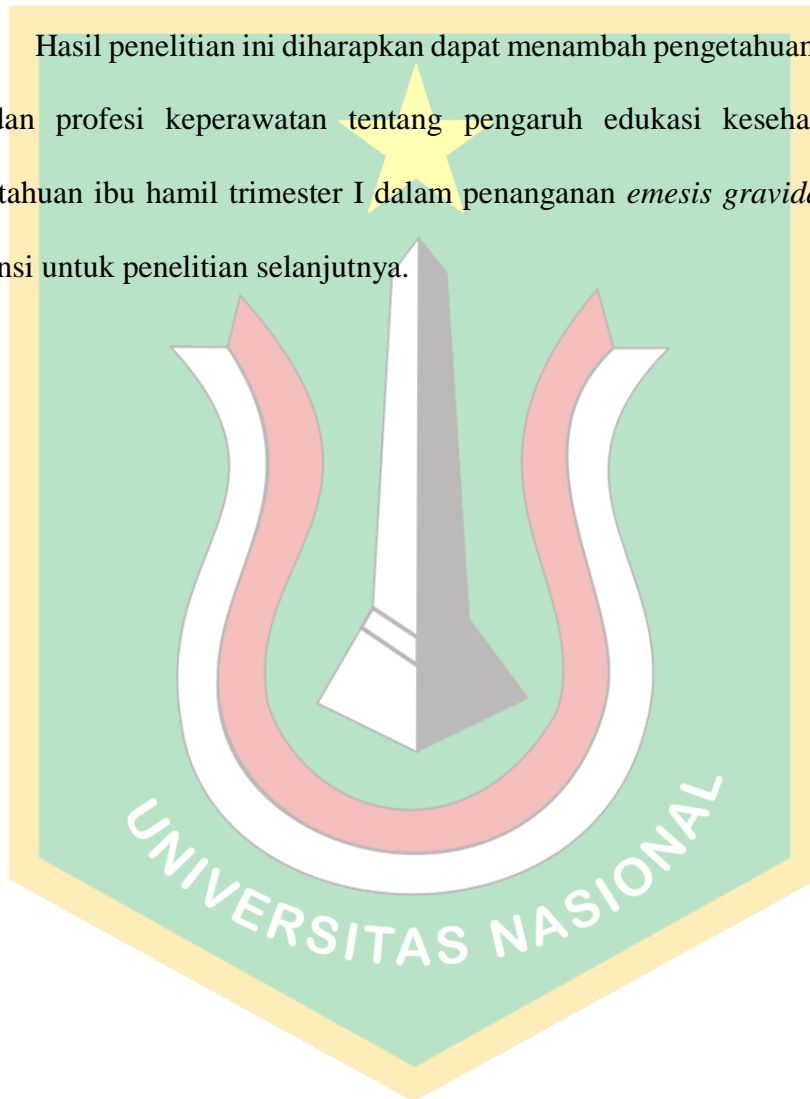 Hasil penelitian ini diharapkan dapat menambah pengetahuan
dan profesi keperawatan tentang pengaruh edukasi keseha
tahuan ibu hamil trimester I dalam penanganan emesis gravida
nsi untuk penelitian selanjutnya.
UNIVERSITAS NASIONAL